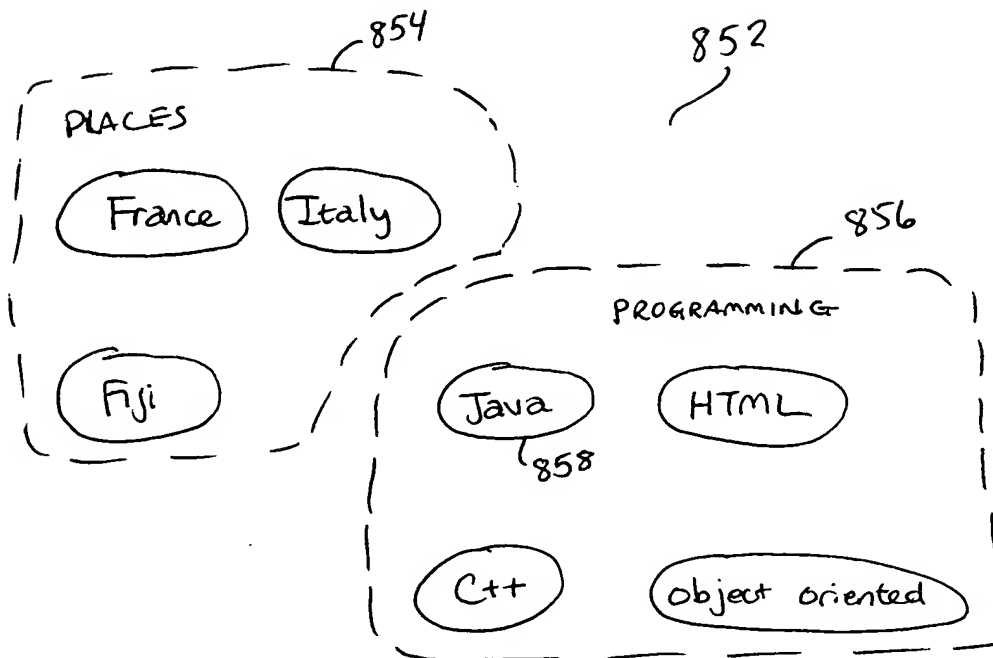 854
852
PLACES
France Italy
856
PROGRAMMING
Fiji
Java HTML
858
C++ object oriented